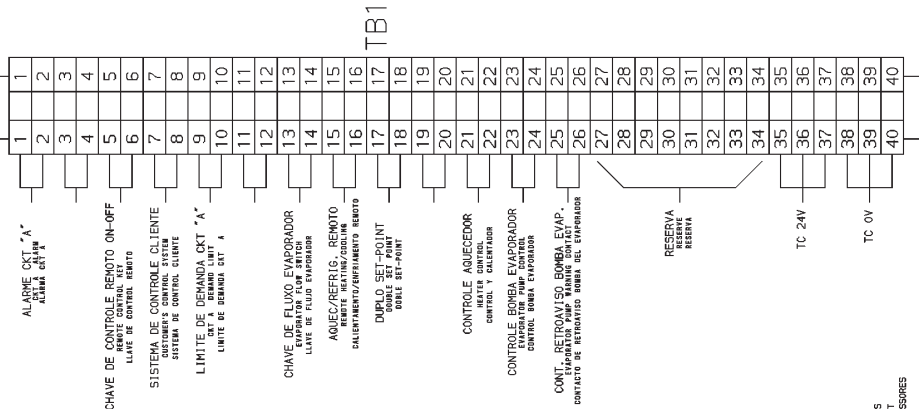 TB1
1 1
2 2
3 3
4 4
5 5
6 6
7 7
8 8
9 9
10 10
11 11
12 12
13 13
14 14
15 15
16 16
17 17
18 18
19 19
20 20
21 21
22 22
23 23
24 24
25 25
26 26
27 27
28 28
29 29
30 30
31 31
32 32
33 33
34 34
35 35
36 36
37 37
38 38
39 39
40 40
ALARME CKT "A"
CKT A ALARM
ALARMA CKT A
CHAVE DE CONTROLE REMOTO ON-OFF
REMOTE CONTROL KEY
LLAVE DE CONTROL REMOTO
SISTEMA DE CONTROLE CLIENTE
CUSTOMER'S CONTROL SYSTEM
SISTEMA DE CONTROL CLIENTE
LIMITE DE DEMANDA CKT "A"
CKT A DEMAND LIMIT
LIMITE DE DEMANDA CKT A
CHAVE DE FLUXO EVAPORADOR
EVAPORATOR FLOW SWITCH
LLAVE DE FLUJO EVAPORADOR
AQUEC/REFRIG. REMOTO
REMOTE HEATING/COOLING
CALIENTAMENTO/ENFRIAMENTO REMOTO
DUPLO SET-POINT
DOUBLE SET POINT
DOBLE SET-POINT
CONTROLE AQUECEDOR
HEATER CONTROL
CONTROL Y CALENTADOR
CONTROLE BOMBA EVAPORADOR
EVAPORATOR PUMP CONTROL
CONTROL BOMBA EVAPORADOR
CONT. RETROAVISO BOMBA EVAP.
EVAPORATOR PUMP WARNING CONTACT
CONTACTO DE RETROAVISO BOMBA DEL EVAPORADOR
RESERVA
RESERVE
RESERVA
TC 24V
TC 0V
S
T
SSORES